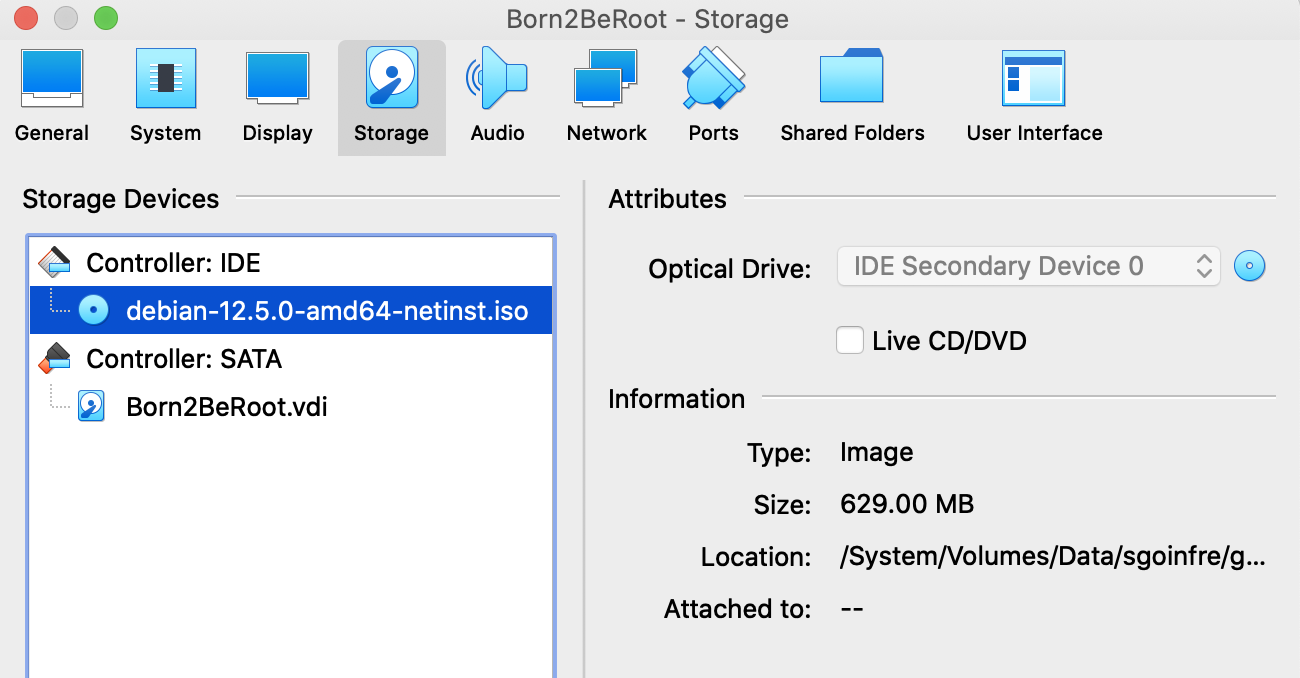 Born2BeRoot - Storage
General System Display Storage Audio Network Ports Shared Folders User Interface
Storage Devices
Controller: IDE
debian-12.5.0-amd64-netinst.iso
Controller: SATA
Born2BeRoot.vdi
Attributes
Optical Drive: IDE Secondary Device 0
Live CD/DVD
Information
Type: Image
Size: 629.00 MB
Location: /System/Volumes/Data/sgoinfre/g...
Attached to: --